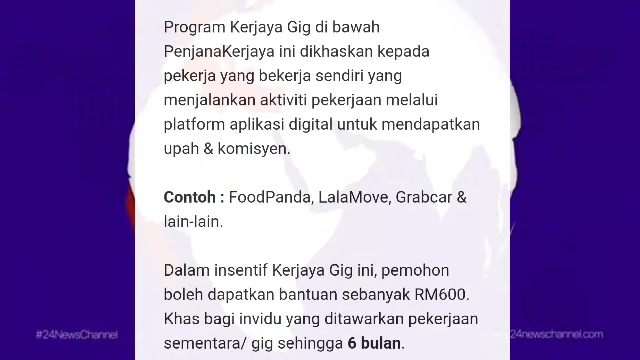 Program Kerjaya Gig di bawah
PenjanaKerjaya ini dikhaskan kepada
pekerja yang bekerja sendiri yang
menjalankan aktiviti pekerjaan melalui
platform aplikasi digital untuk mendapatkan
upah & komisyen.
Contoh : FoodPanda, LalaMove, Grabcar &
lain-lain.
Dalam insentif Kerjaya Gig ini, pemohon
boleh dapatkan bantuan sebanyak RM600.
Khas bagi invidu yang ditawarkan pekerjaan
sementara/ gig sehingga 6 bulan.
#24NewsChannel
24newschannel.com